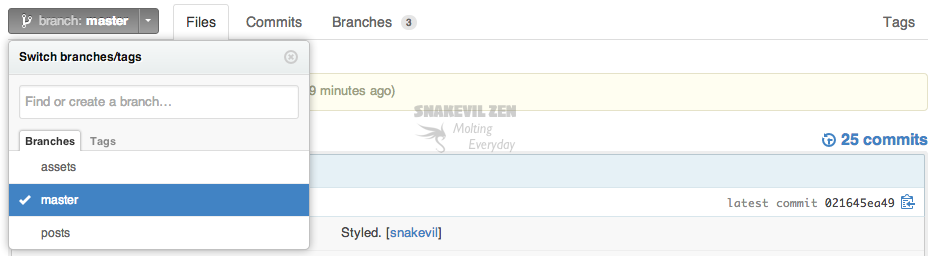 branch: master
Files
Commits
Branches 3
Tags
Switch branches/tags
9 minutes ago)
Find or create a branch…
SNAKEVIL ZEN
Molting
Everyday
Branches Tags
25 commits
assets
master
latest commit 021645ea49
posts
Styled. [snakevil]